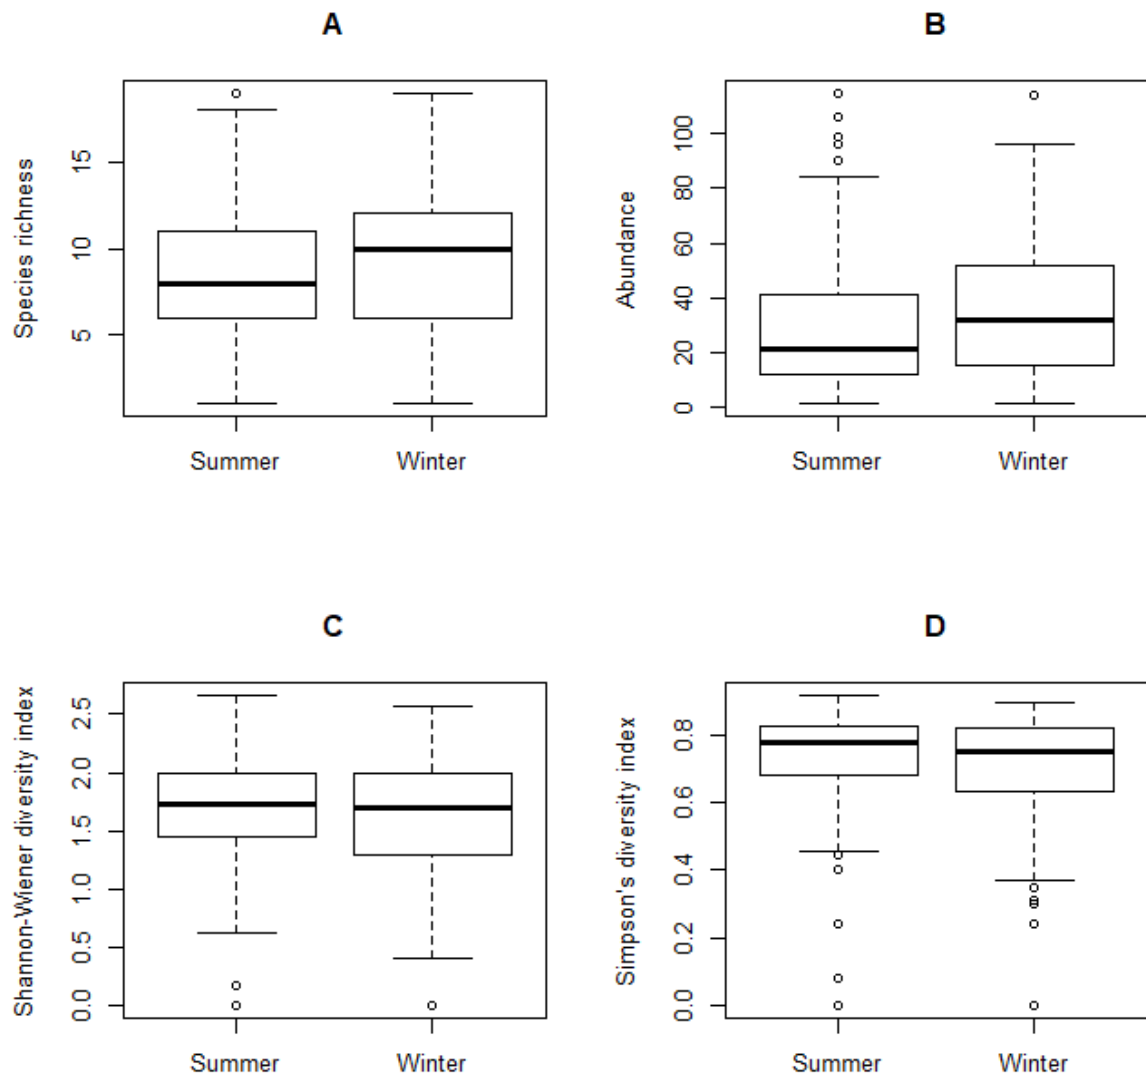 A
Species richness
15
10
5
Summer Winter
B
Abundance
100
80
60
40
20
0
Summer Winter
C
Shannon-Wiener diversity index
2.5
2.0
1.5
1.0
0.5
0.0
Summer Winter
D
Simpson's diversity index
0.8
0.6
0.4
0.2
0.0
Summer Winter